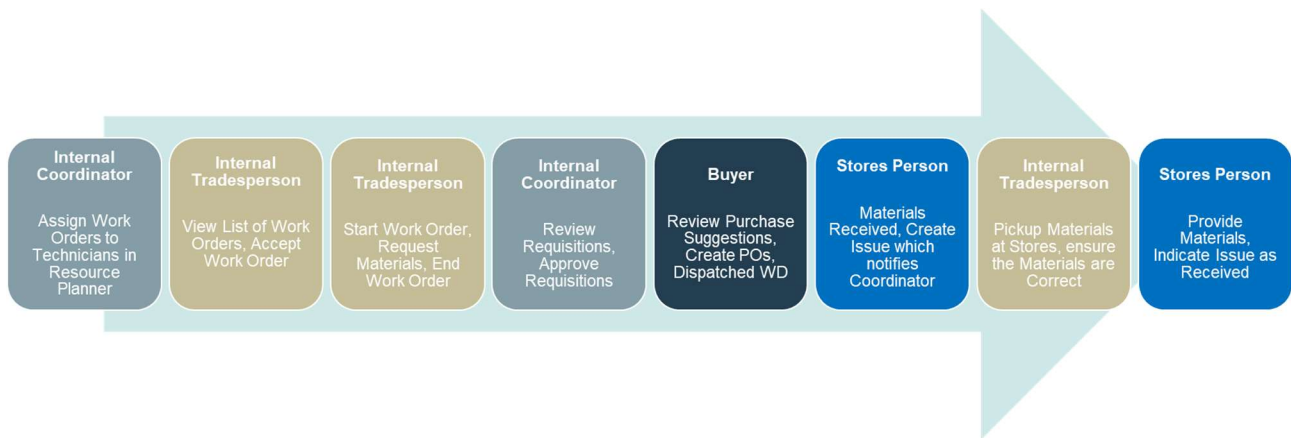 Internal
Coordinator
Assign Work
Orders to
Technicians in
Resource
Planner
Internal
Tradesperson
View List of Work
Orders, Accept
Work Order
Internal
Tradesperson
Start Work Order,
Request
Materials, End
Work Order
Internal
Coordinator
Review
Requisitions,
Approve
Requisitions
Buyer
Review Purchase
Suggestions,
Create POs,
Dispatched WD
Stores Person
Materials
Received, Create
Issue which
notifies
Coordinator
Internal
Tradesperson
Pickup Materials
at Stores, ensure
the Materials are
Correct
Stores Person
Provide
Materials,
Indicate Issue as
Received